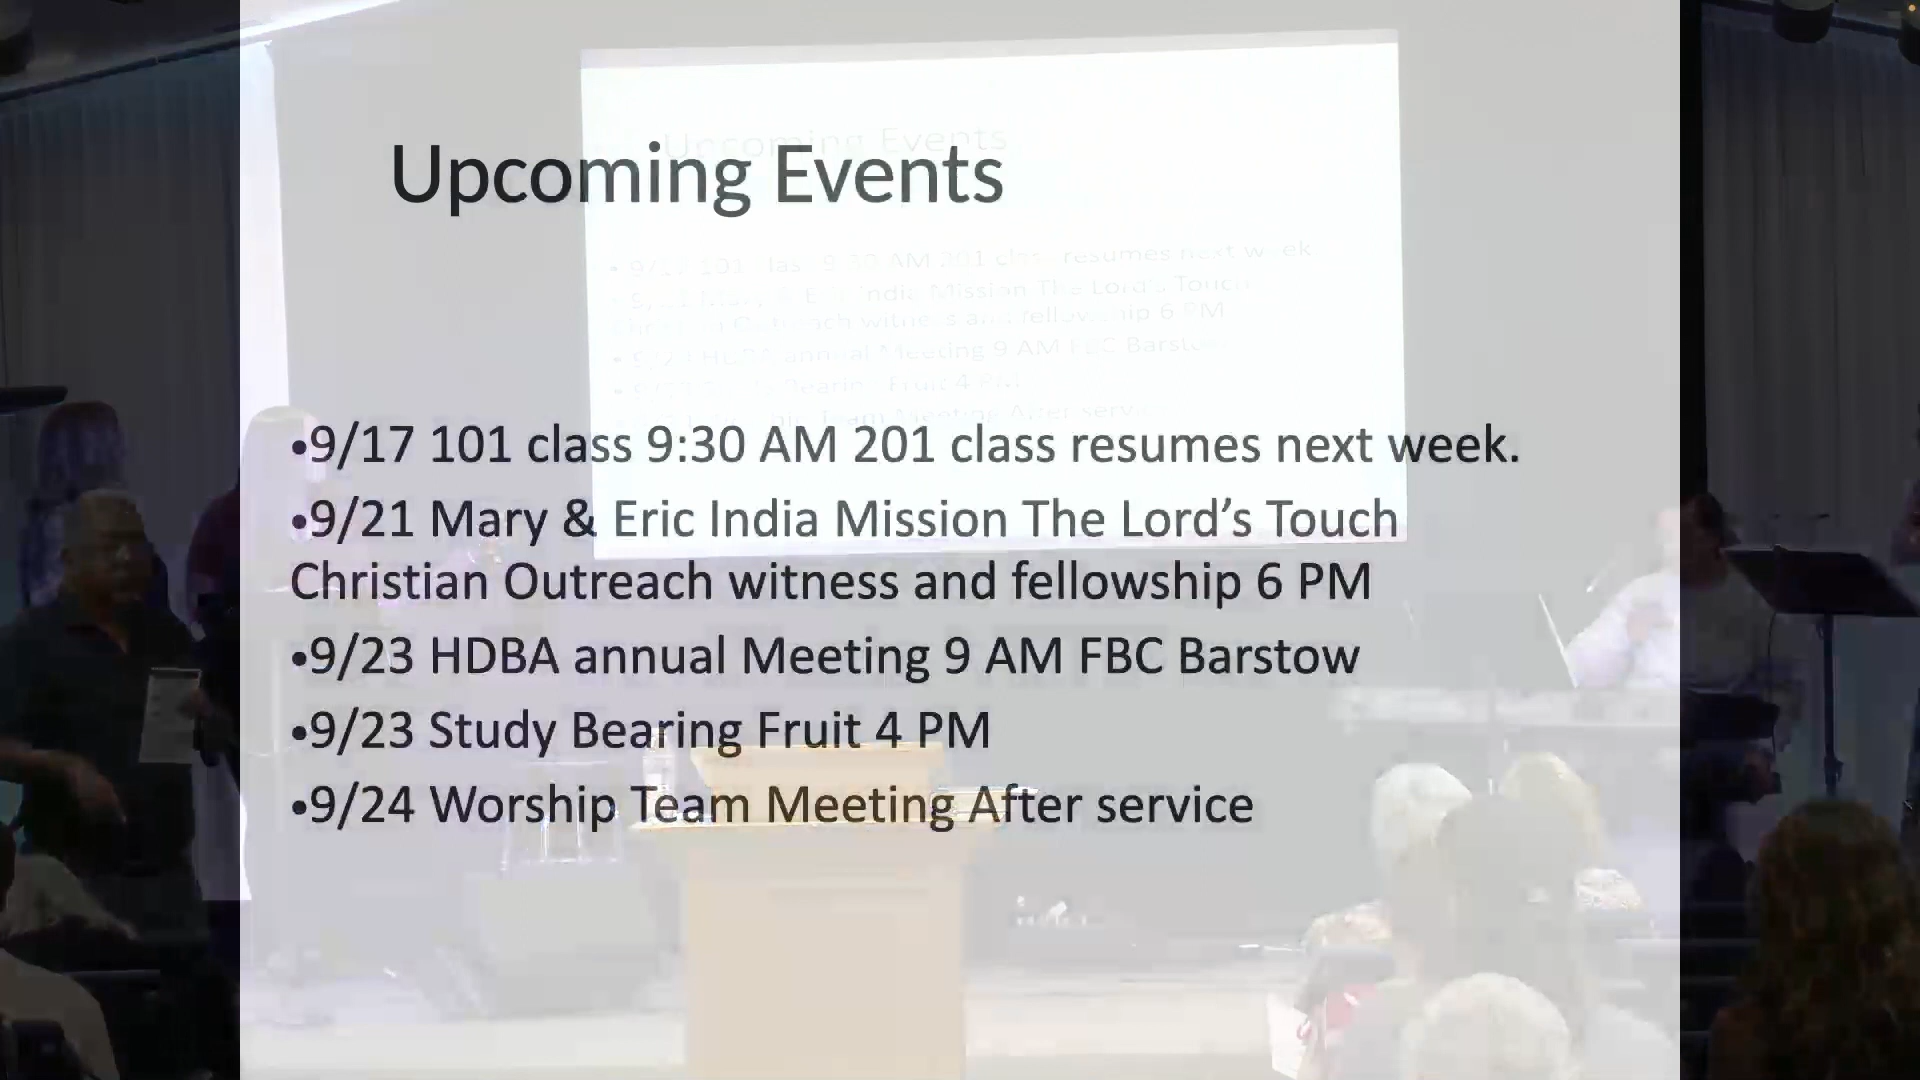 Upcoming Events
•9/17 101 class 9:30 AM 201 class resumes next week.
•9/21 Mary & Eric India Mission The Lord’s Touch
Christian Outreach witness and fellowship 6 PM
•9/23 HDBA annual Meeting 9 AM FBC Barstow
•9/23 Study Bearing Fruit 4 PM
•9/24 Worship Team Meeting After service